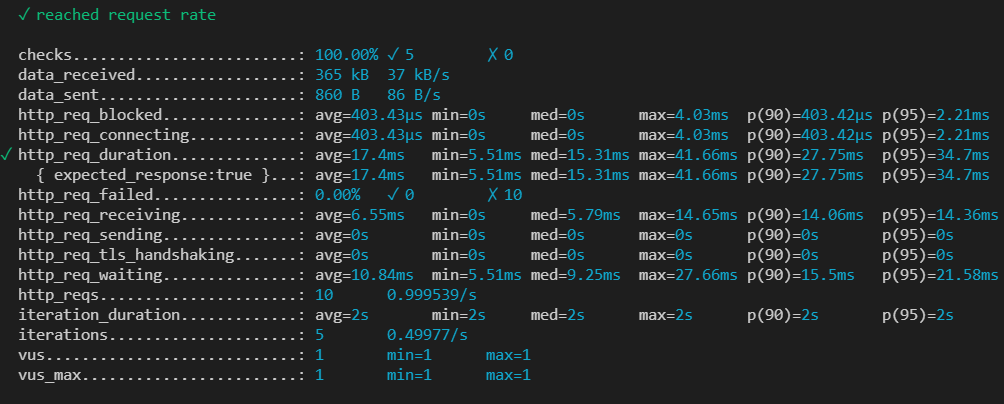 ✓ reached request rate
checks.........................: 100.00% ✓ 5 ✗ 0
data_received..................: 365 kB 37 kB/s
data_sent......................: 860 B 86 B/s
http_req_blocked...............: avg=403.43µs min=0s med=0s max=4.03ms p(90)=403.42µs p(95)=2.21ms
http_req_connecting............: avg=403.43µs min=0s med=0s max=4.03ms p(90)=403.42µs p(95)=2.21ms
✓ http_req_duration..............: avg=17.4ms min=5.51ms med=15.31ms max=41.66ms p(90)=27.75ms p(95)=34.7ms
{ expected_response:true }...: avg=17.4ms min=5.51ms med=15.31ms max=41.66ms p(90)=27.75ms p(95)=34.7ms
http_req_failed................: 0.00% ✓ 0 ✗ 10
http_req_receiving.............: avg=6.55ms min=0s med=5.79ms max=14.65ms p(90)=14.06ms p(95)=14.36ms
http_req_sending...............: avg=0s min=0s med=0s max=0s p(90)=0s p(95)=0s
http_req_tls_handshaking.......: avg=0s min=0s med=0s max=0s p(90)=0s p(95)=0s
http_req_waiting...............: avg=10.84ms min=5.51ms med=9.25ms max=27.66ms p(90)=15.5ms p(95)=21.58ms
http_reqs......................: 10 0.999539/s
iteration_duration.............: avg=2s min=2s med=2s max=2s p(90)=2s p(95)=2s
iterations.....................: 5 0.49977/s
vus............................: 1 min=1 max=1
vus_max........................: 1 min=1 max=1